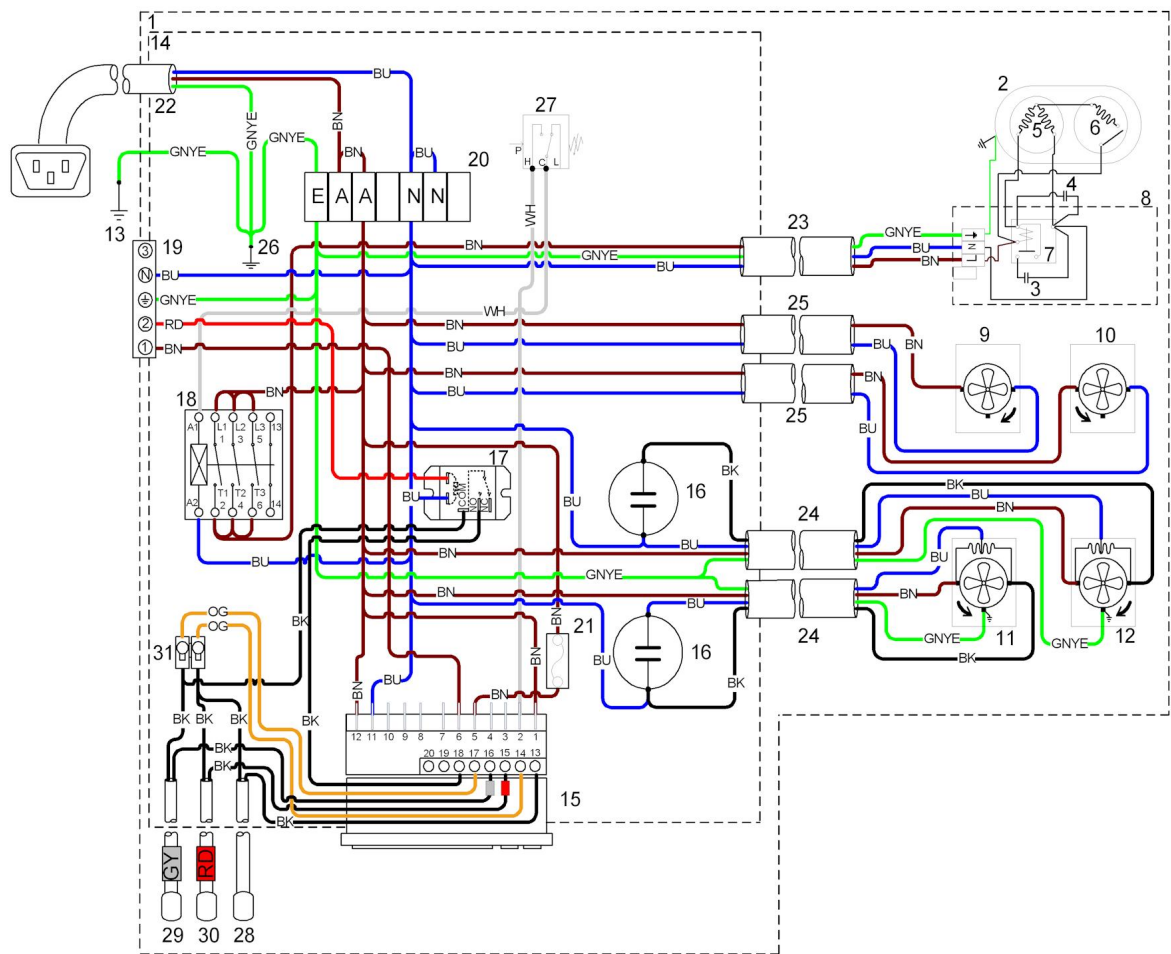 1
14
22
BU
BN
GNYE
GNYE
GNYE
BN
BU
20
E A A N N
27
P
H C L
WH
2
5 6
4
8
7
3
L N
13
26
19
3
N
2
1
BU
GNYE
RD
BN
BN
GNYE
BU
23
GNYE
BU
BN
WH
BN
BU
25
BN
BU
BN
BU
25
BN
BU
9
10
18
BN
A1 L1 L2 L3 13
1 3 5
A2 T1 T2 T3 14
2 4 6
17
COM
NO
NC
BU
16
BK
BU
BU
24
BK
BU
BN
BU
BN
GNYE
GNYE
BK
11
12
BN
GNYE
BU
BN
24
BU
16
BU
BK
BK
OG
OG
31
21
BN
BN
BN
BU
BN
BK
12 11 10 9 8 7 6 5 4 3 2 1
20 19 18 17 16 15 14 13
15
BK BK BK
BK
BK
BK
GY
RD
29 30 28